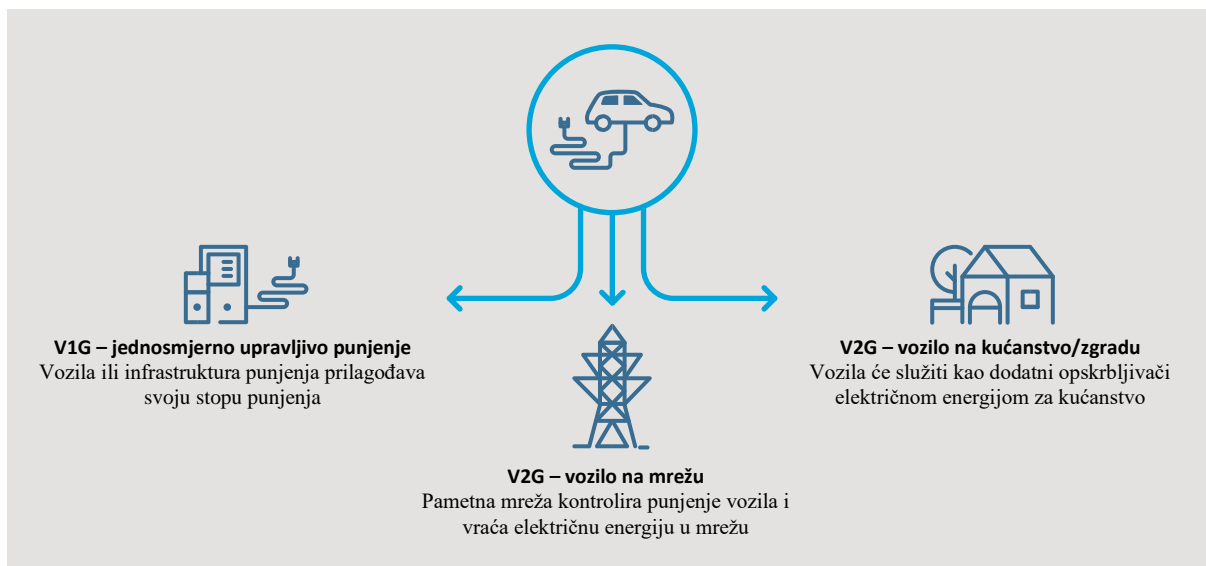 V1G – jednosmjerno upravljivo punjenje
Vozila ili infrastruktura punjenja prilagođava
svoju stopu punjenja
V2G – vozilo na mrežu
Pametna mreža kontrolira punjenje vozila i
vraća električnu energiju u mrežu
V2G – vozilo na kućanstvo/zgradu
Vozila će služiti kao dodatni opskrbljivači
električnom energijom za kućanstvo